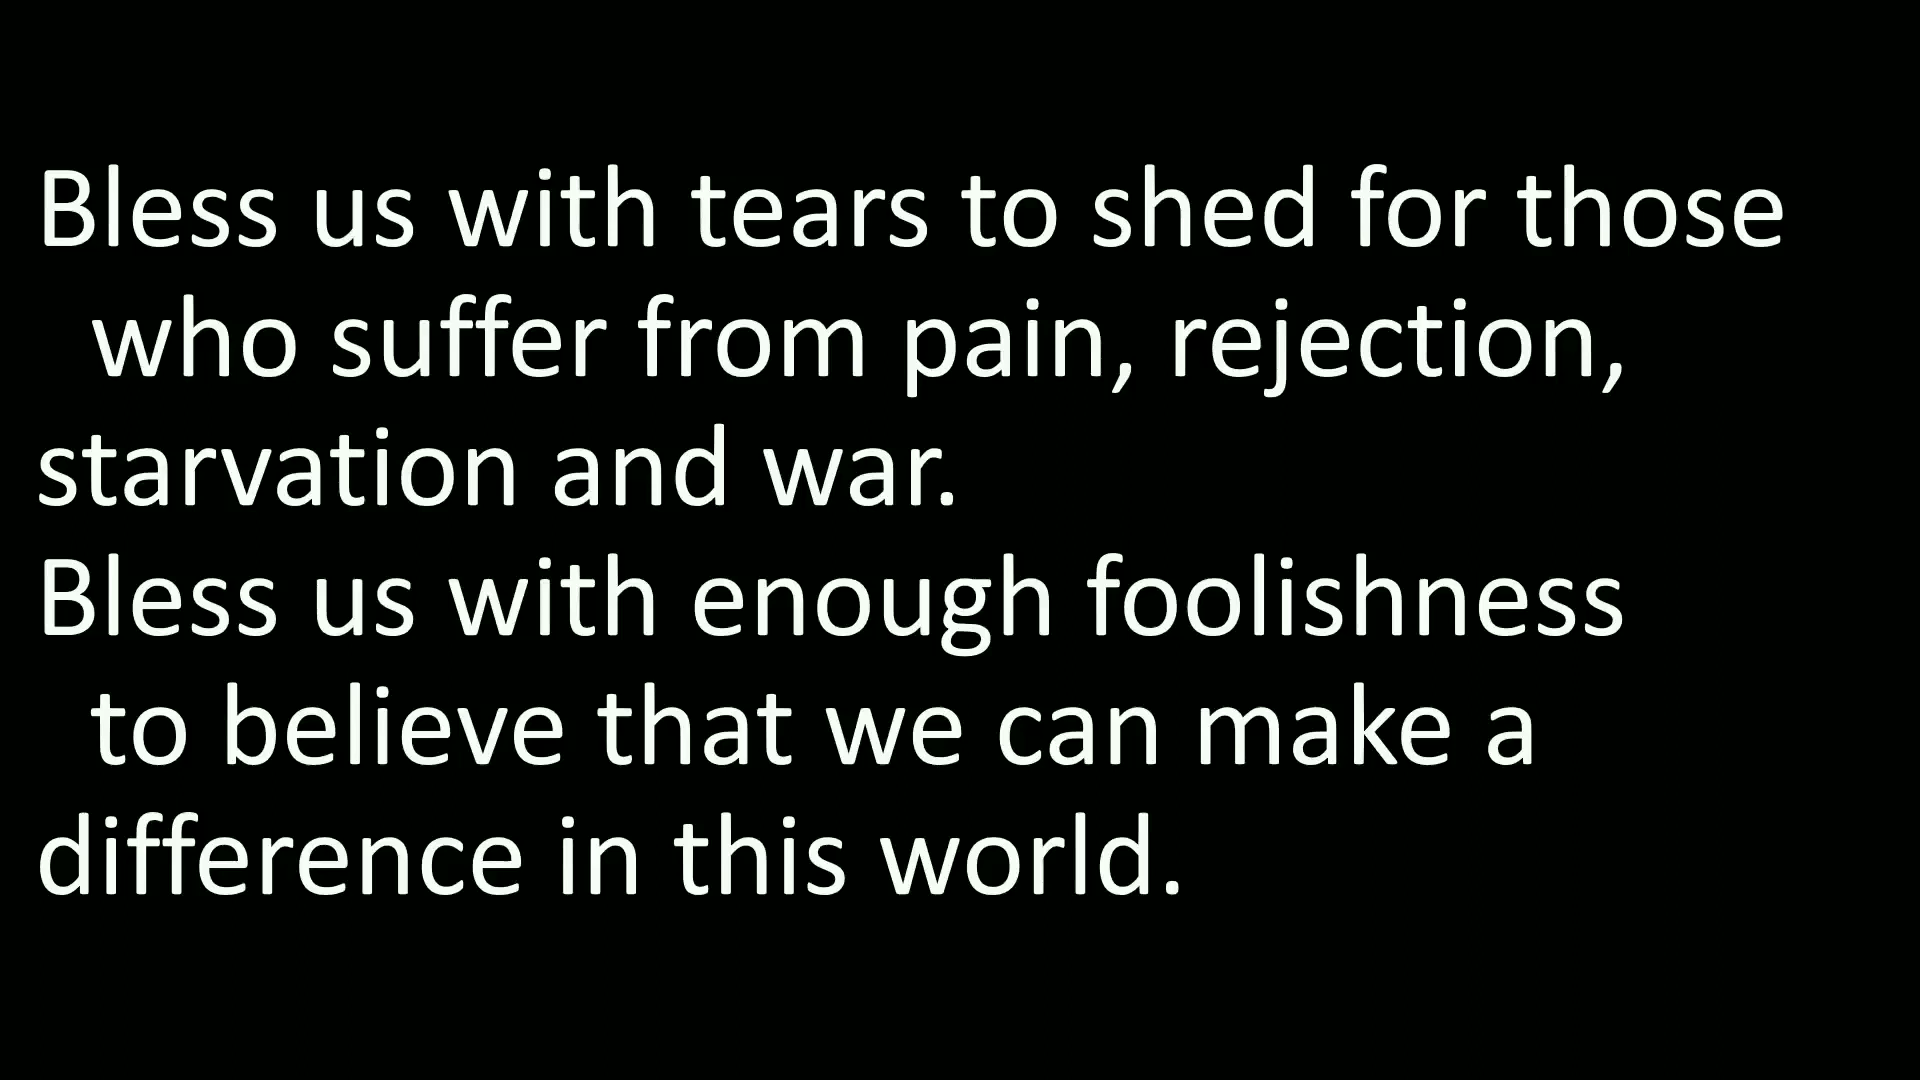 Bless us with tears to shed for those
who suffer from pain, rejection,
starvation and war.
Bless us with enough foolishness
to believe that we can make a
difference in this world.